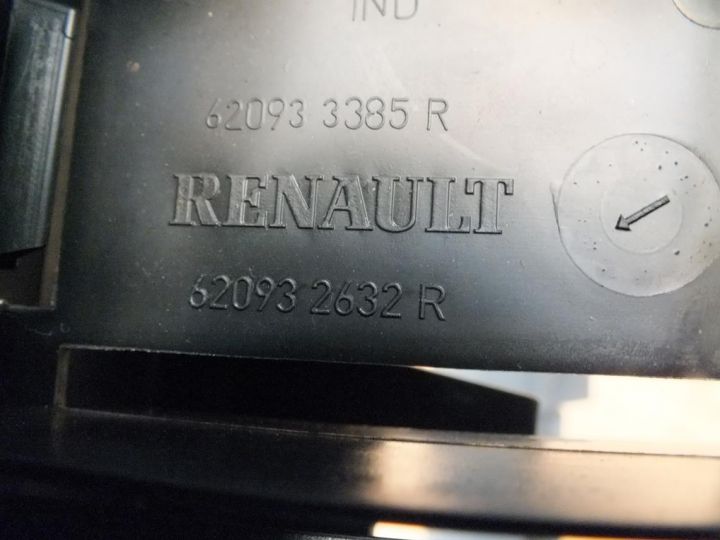 IND
62093 3385 R
RENAULT
62093 2632 R